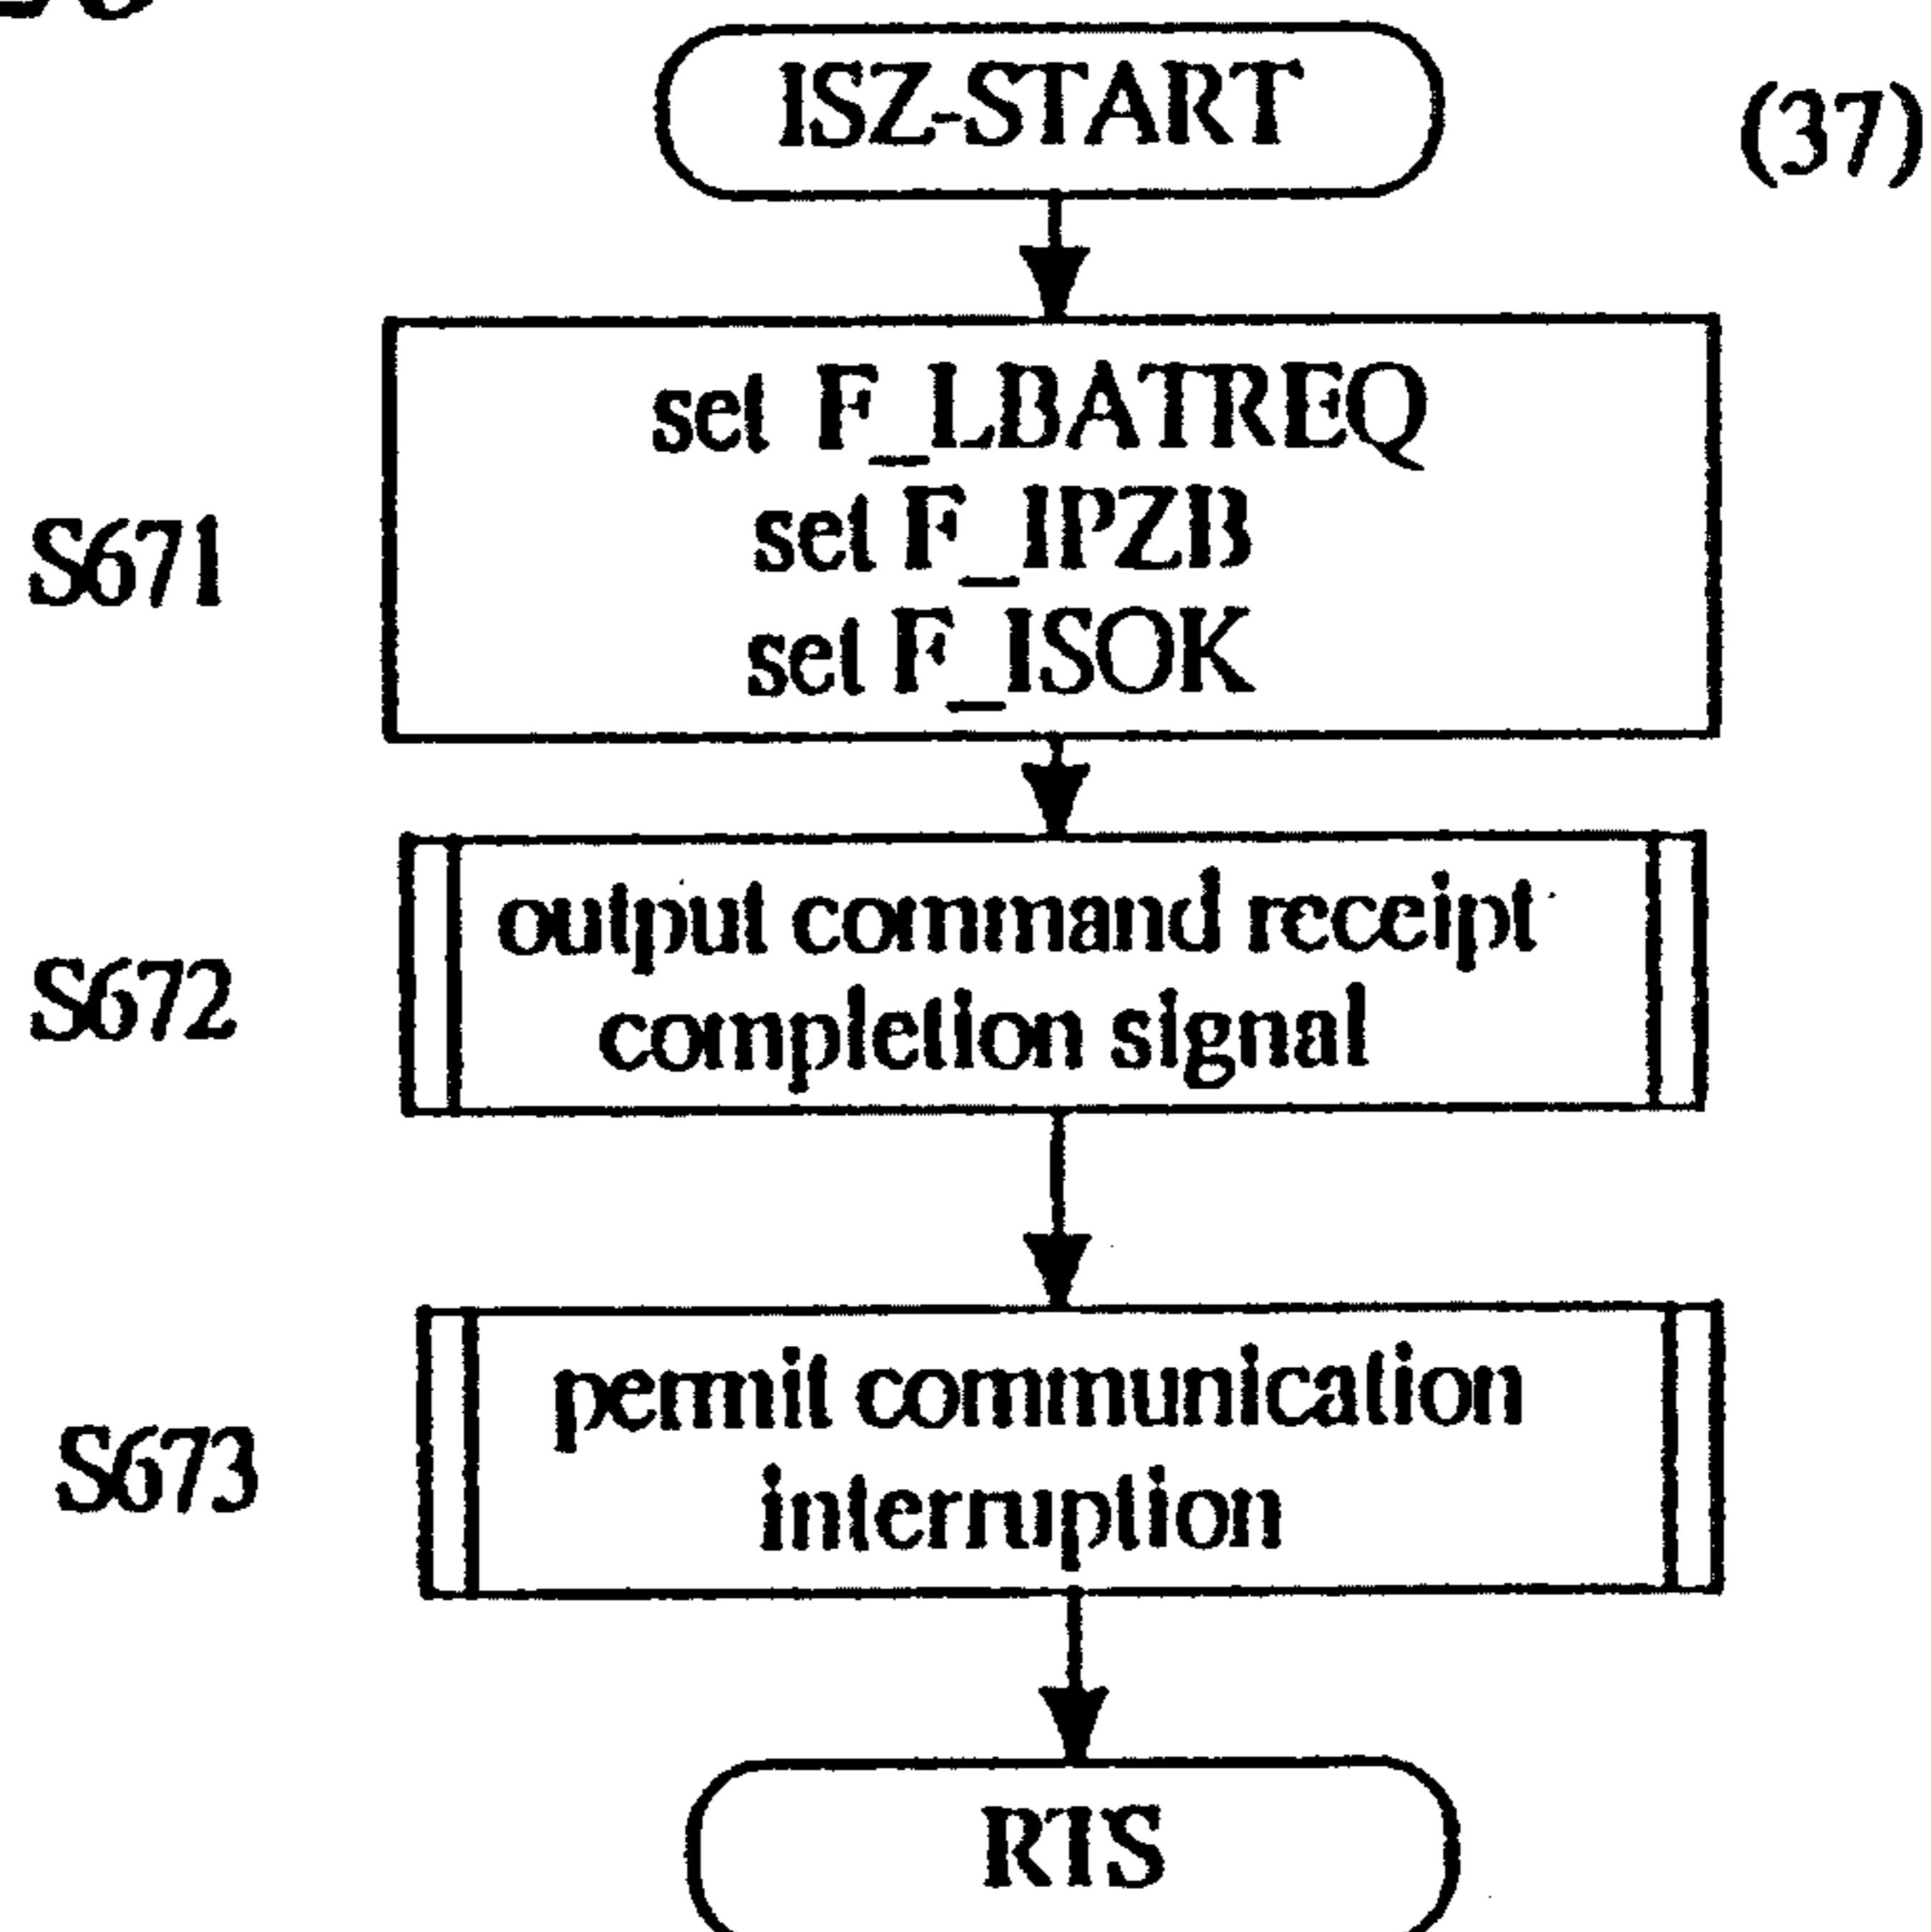 ISZ-START
(37)
S671
set F_LBATREQ
set F_IPZB
set F_ISOK
S672
output command receipt
completion signal
S673
permit communication
interruption
RTS